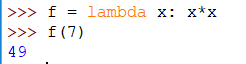 >>> f = lambda x: x*x
>>> f(7)
49